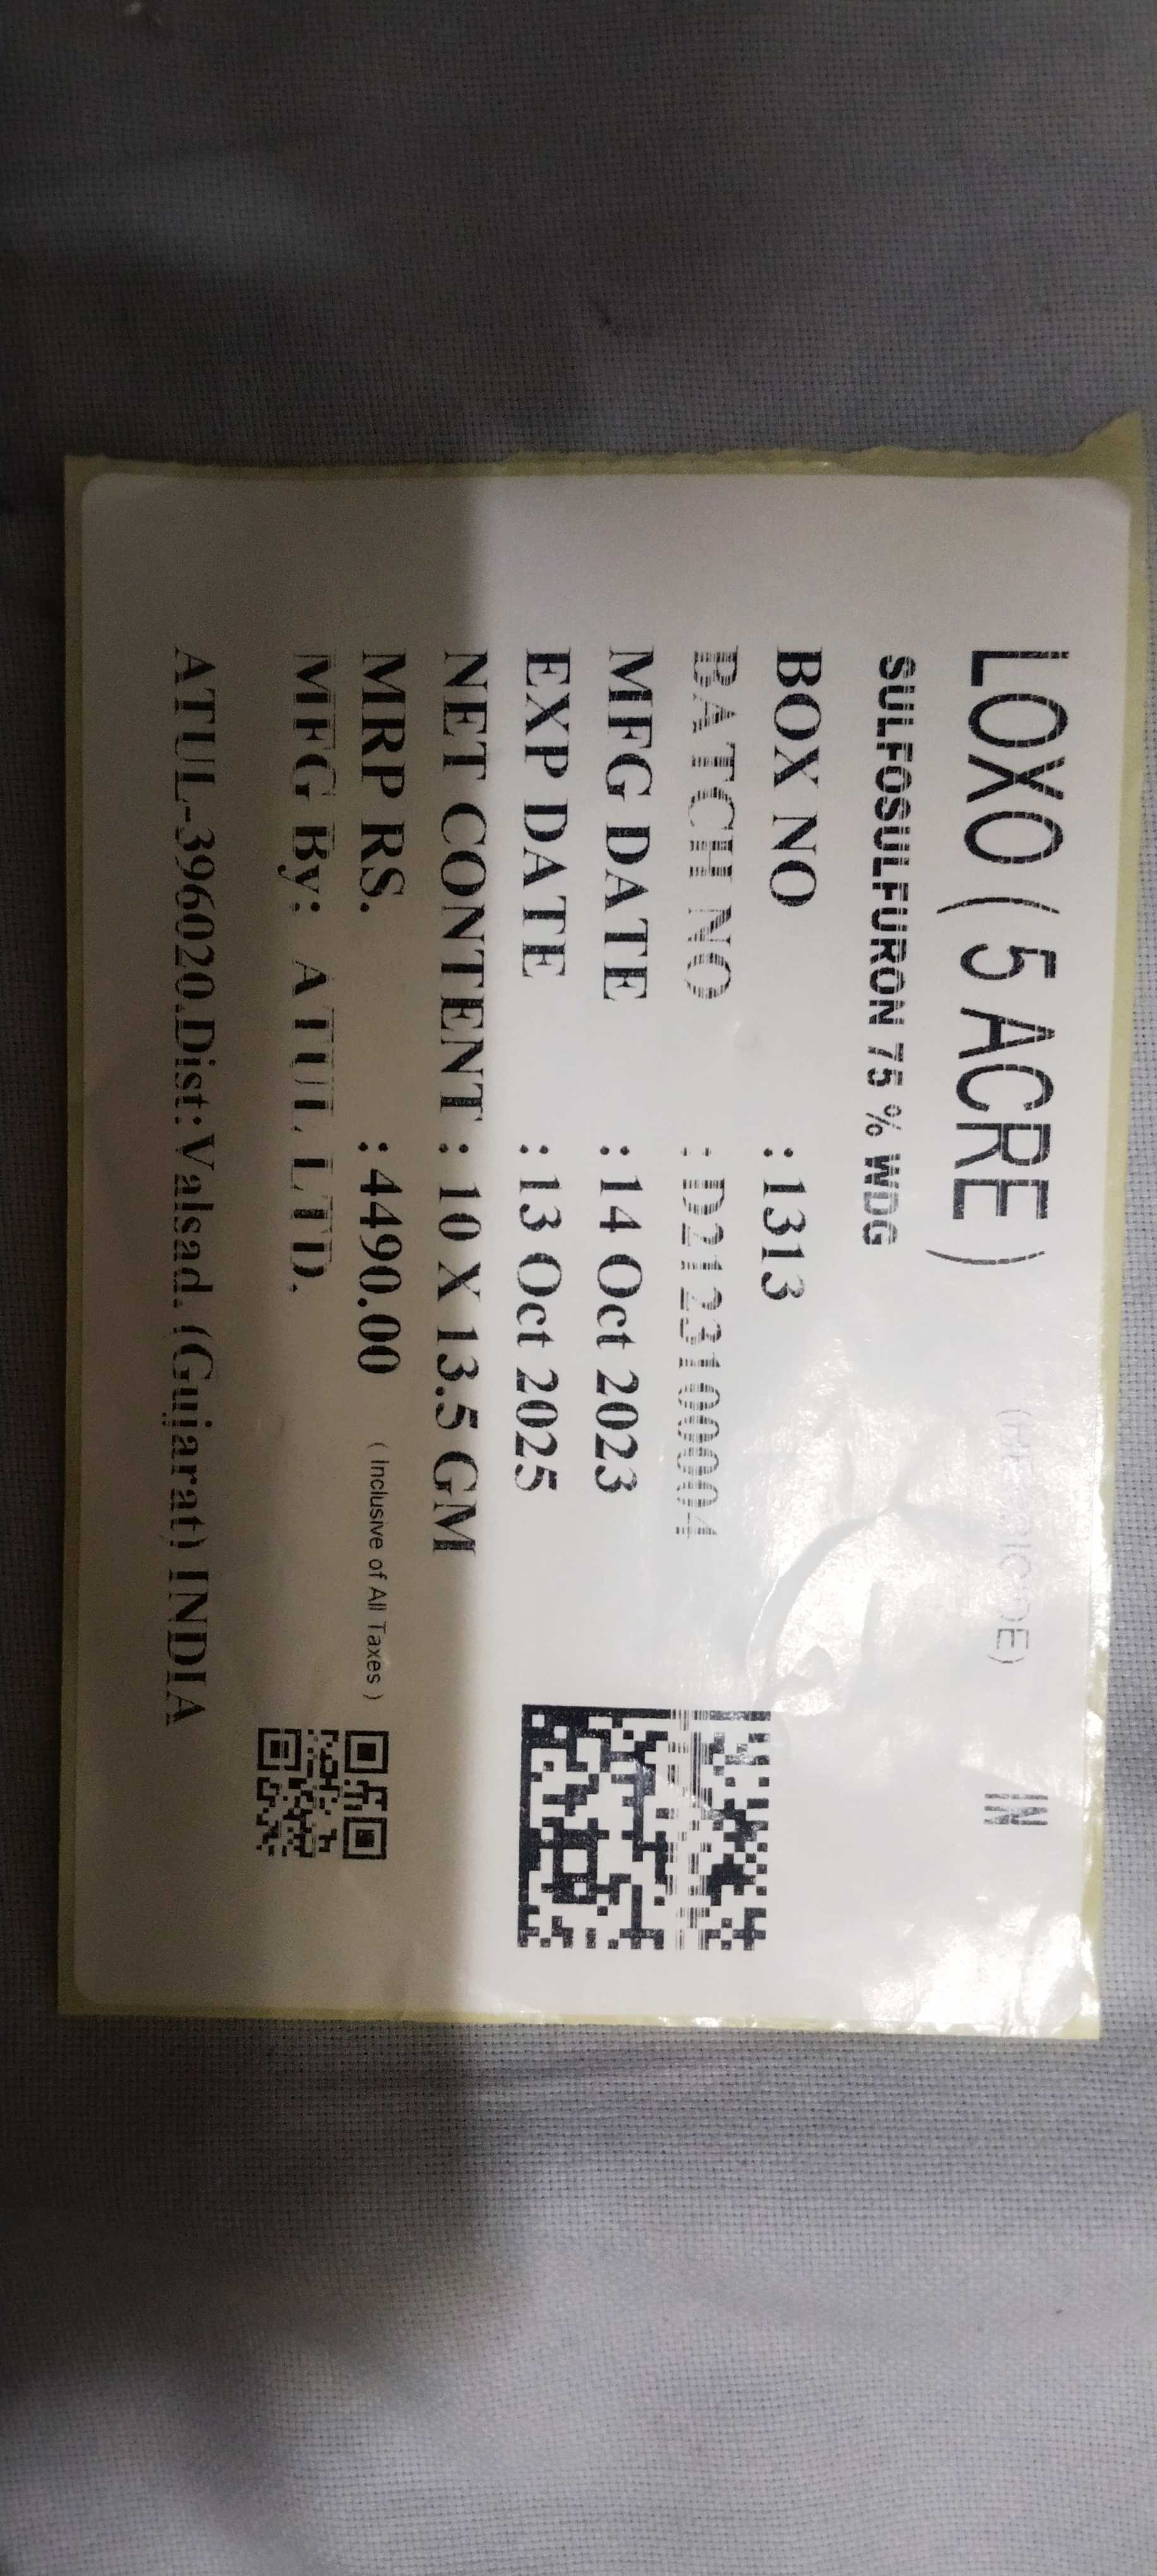 LOXO ( 5 ACRE ) IN
SULFOSULFURON 75 % WDG
BOX NO : 1313
BATCH NO : D2123100004
MFG DATE : 14 Oct 2023
EXP DATE : 13 Oct 2025
NET CONTENT : 10 X 13.5 GM
MRP RS. : 4490.00 ( Inclusive of All Taxes )
MFG By: ATUL LTD.
ATUL-396020.Dist:Valsad. (Gujarat) INDIA